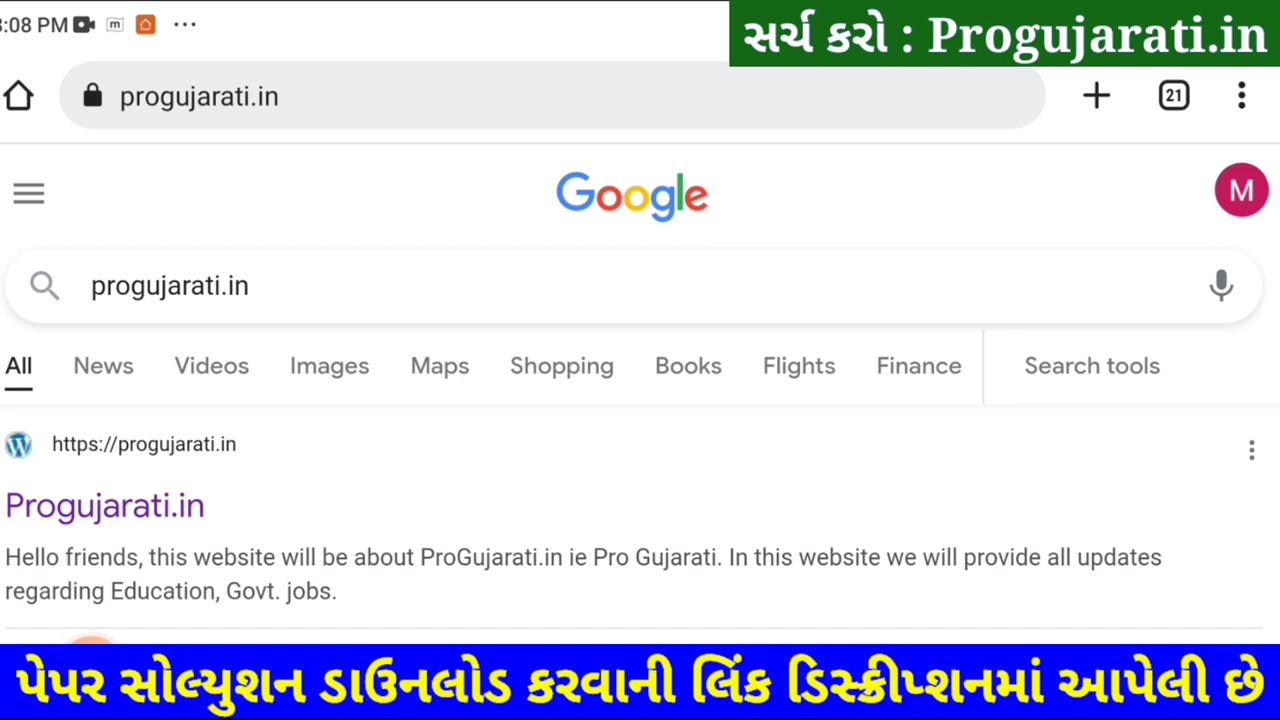 3:08 PM
સર્ચ કરો : Progujarati.in
progujarati.in
21
Google
M
progujarati.in
All News Videos Images Maps Shopping Books Flights Finance Search tools
https://progujarati.in
Progujarati.in
Hello friends, this website will be about ProGujarati.in ie Pro Gujarati. In this website we will provide all updates
regarding Education, Govt. jobs.
પેપર સોલ્યુશન ડાઉનલોડ કરવાની લિંક ડિસ્ક્રીપ્શનમાં આપેલી છે